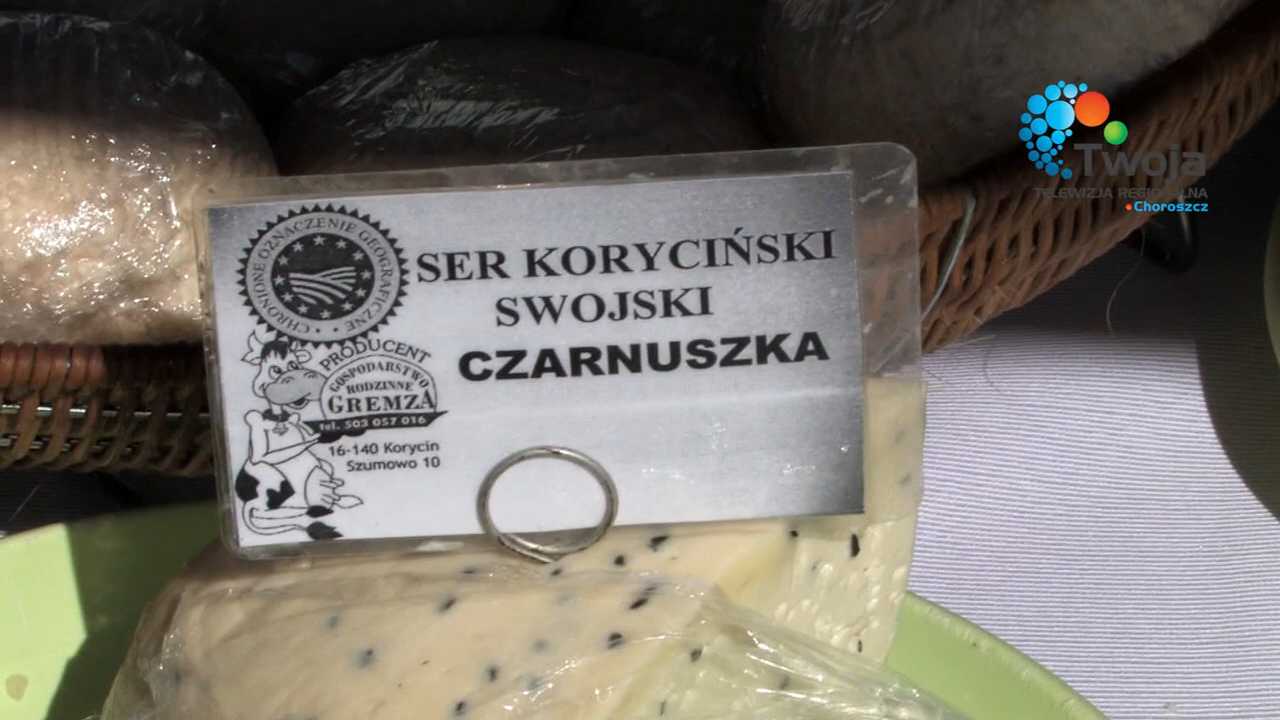 Twoja
TELEWIZJA REGIONALNA
Choroszcz
CHRONIONE OZNACZENIE GEOGRAFICZNE
SER KORYCIŃSKI
SWOJSKI
CZARNUSZKA
PRODUCENT
GOSPODARSTWO
RODZINNE
GREMZA
tel. 503 057 016
16-140 Korycin
Szumowo 10